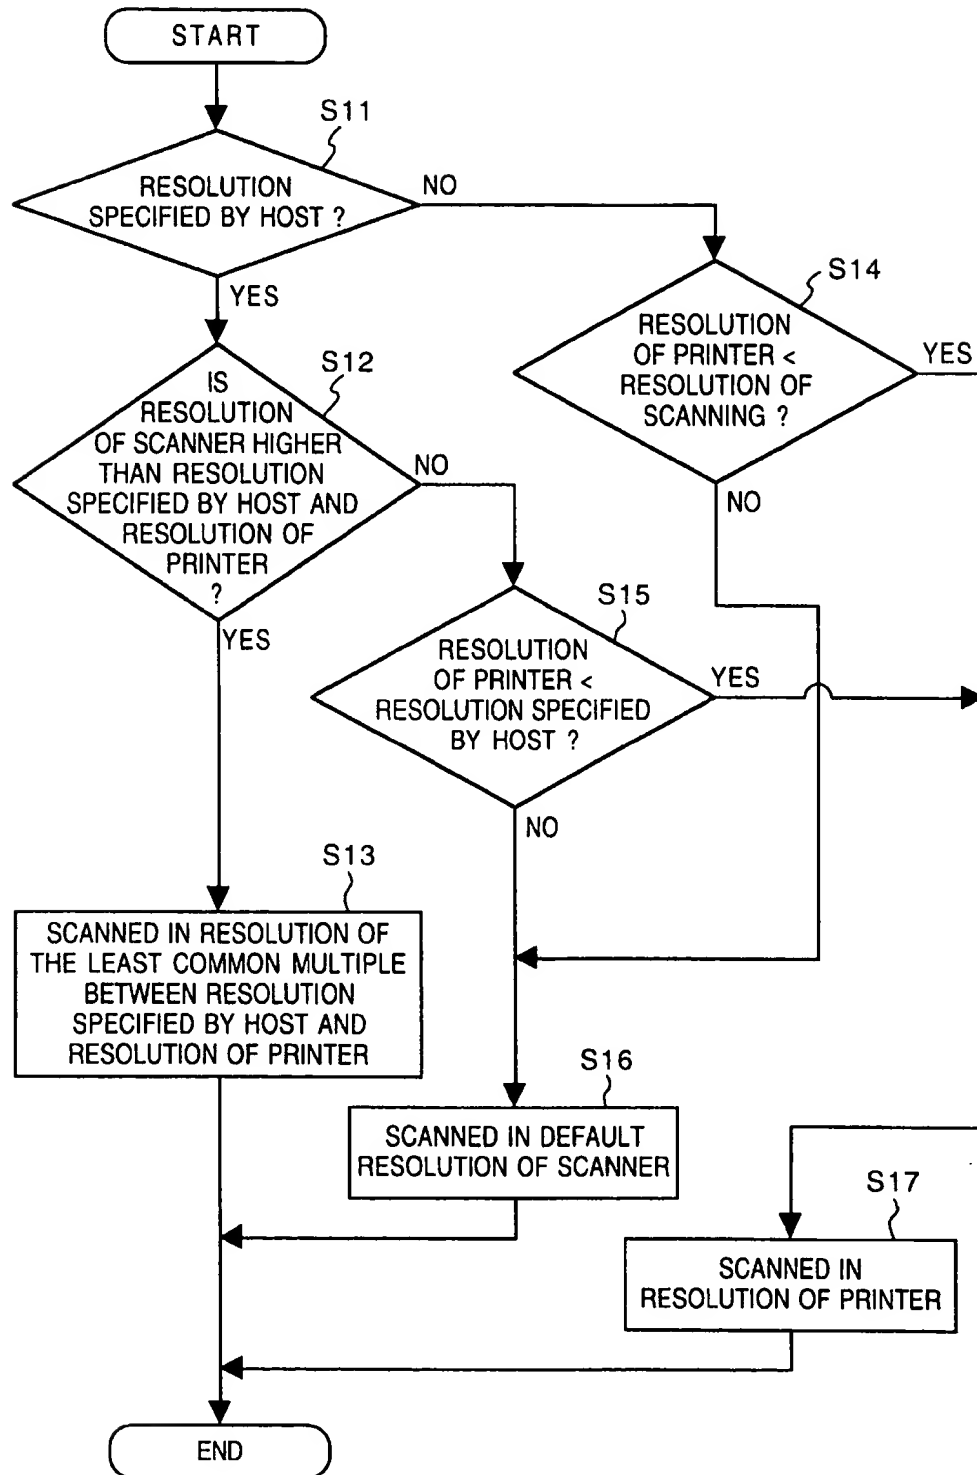 START
S11
RESOLUTION
SPECIFIED BY HOST ?
NO
YES
S14
RESOLUTION
OF PRINTER <
RESOLUTION OF
SCANNING ?
YES
NO
S12
IS
RESOLUTION
OF SCANNER HIGHER
THAN RESOLUTION
SPECIFIED BY HOST AND
RESOLUTION OF
PRINTER
?
NO
YES
S15
RESOLUTION
OF PRINTER <
RESOLUTION SPECIFIED
BY HOST ?
YES
NO
S13
SCANNED IN RESOLUTION OF
THE LEAST COMMON MULTIPLE
BETWEEN RESOLUTION
SPECIFIED BY HOST AND
RESOLUTION OF PRINTER
S16
SCANNED IN DEFAULT
RESOLUTION OF SCANNER
S17
SCANNED IN
RESOLUTION OF PRINTER
END